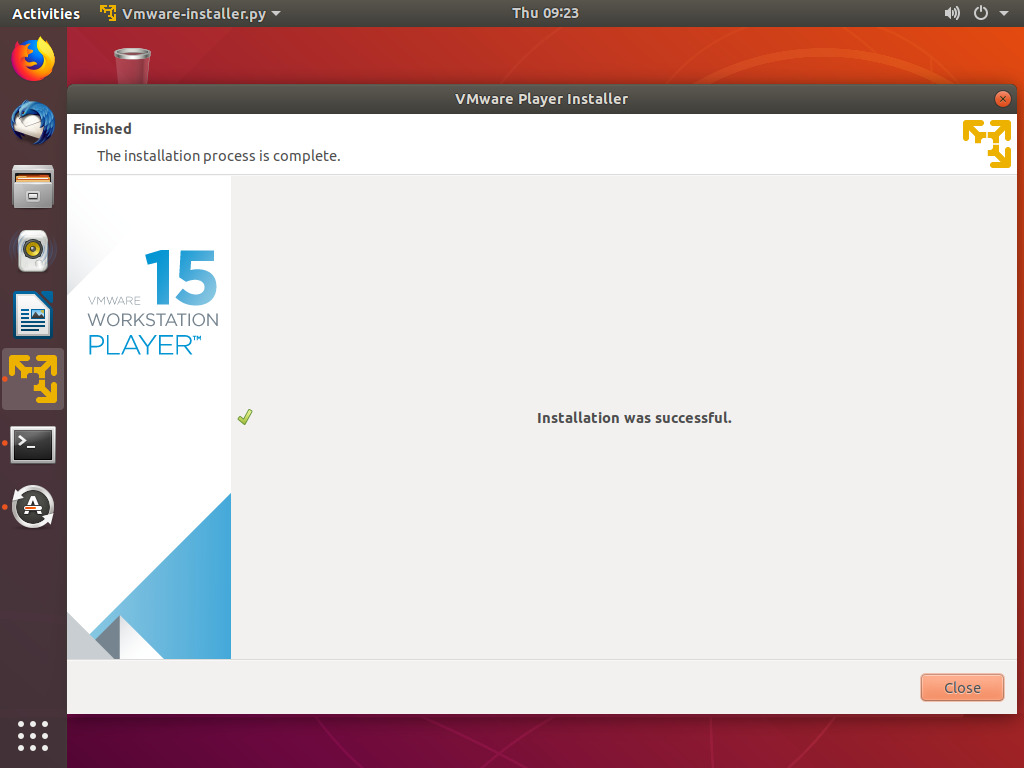 Activities
Vmware-installer.py
Thu 09:23
VMware Player Installer
Finished
The installation process is complete.
15
VMWARE
WORKSTATION
PLAYER™
Installation was successful.
Close